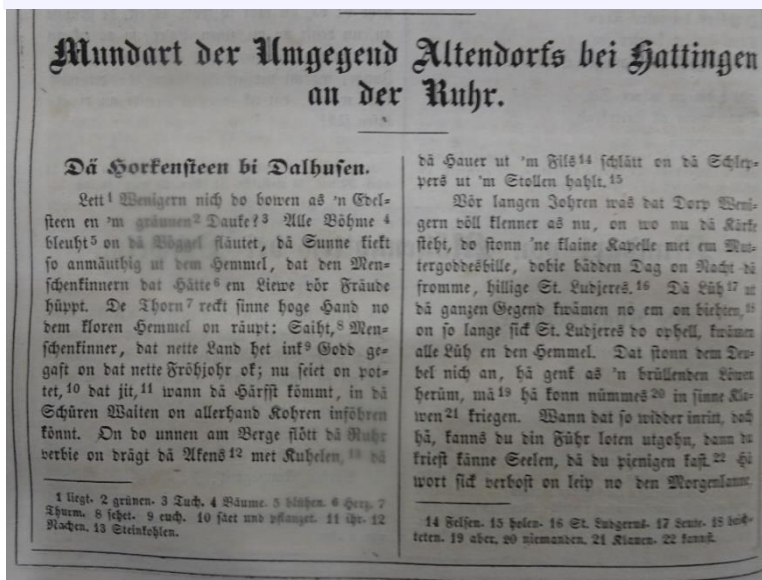 Mundart der Umgegend Altendorfs bei Hattingen
an der Ruhr.
Dä Horkensteen bi Dalhusen.
Lett¹ Wenigern nich do bowen as 'n Edel-
steen en 'm gräunen² Dauke?³ Alle Böhme⁴
bleuht⁵ on dä Vöggel fläutet, dä Sunne kiekt
so anmäuthig ut dem Hemmel, dat den Men-
schenkinnern dat Hätte⁶ em Liewe vör Fräude
hüppt. De Thorn⁷ reckt sinne hoge Hand no
dem kloren Hemmel on räupt: Saiht,⁸ Men-
schenkinner, dat nette Land het ink⁹ Godd ge-
gaft on dat nette Fröhjohr ok; nu seiet on pot-
tet,¹⁰ dat jit,¹¹ wann dä Härfst kömmt, in dä
Schüren Waiten on allerhand Kohren inföhren
könnt. On do unnen am Berge flött dä Ruhr
verbie on drägt dä Akens¹² met Kuhelen,¹³ dä
1 liegt. 2 grünen. 3 Tuch. 4 Bäume. 5 blühen. 6 Herz. 7
Thurm. 8 sehet. 9 euch. 10 säet und pflanzet. 11 ihr. 12
Nachen. 13 Steinkohlen.
dä Hauer ut 'm Fils¹⁴ schlätt on dä Schlep-
pers ut 'm Stollen hahlt.¹⁵
Vör langen Johren was dat Dorp Weni-
gern völl klenner as nu, on wo nu dä Kärke
steht, do stonn 'ne klaine Kapelle met em Mut-
tergoddesbille, dobie bädden Dag on Nacht dä
fromme, hillige St. Ludjeres.¹⁶ Dä Lüh¹⁷ ut
dä ganzen Gegend kwämen no em on bichten,¹⁸
on so lange sick St. Ludjeres do ophell, kwämen
alle Lüh en den Hemmel. Dat stonn dem Deu-
bel nich an, hä genk as 'n brüllenden Löwen
herüm, mä¹⁹ hä konn nümmes²⁰ in sinne Kla-
wen²¹ kriegen. Wann dat so widder inritt, dach
hä, kanns du din Führ loten utgohn, dann du
kriest känne Seelen, dä du pienigen kast.²² Hä
wort sick verbost on leip no den Morgenlanne,
14 Felsen. 15 holen. 16 St. Ludgerus. 17 Leute. 18 beich-
teten. 19 aber. 20 niemanden. 21 Klauen. 22 kannst.